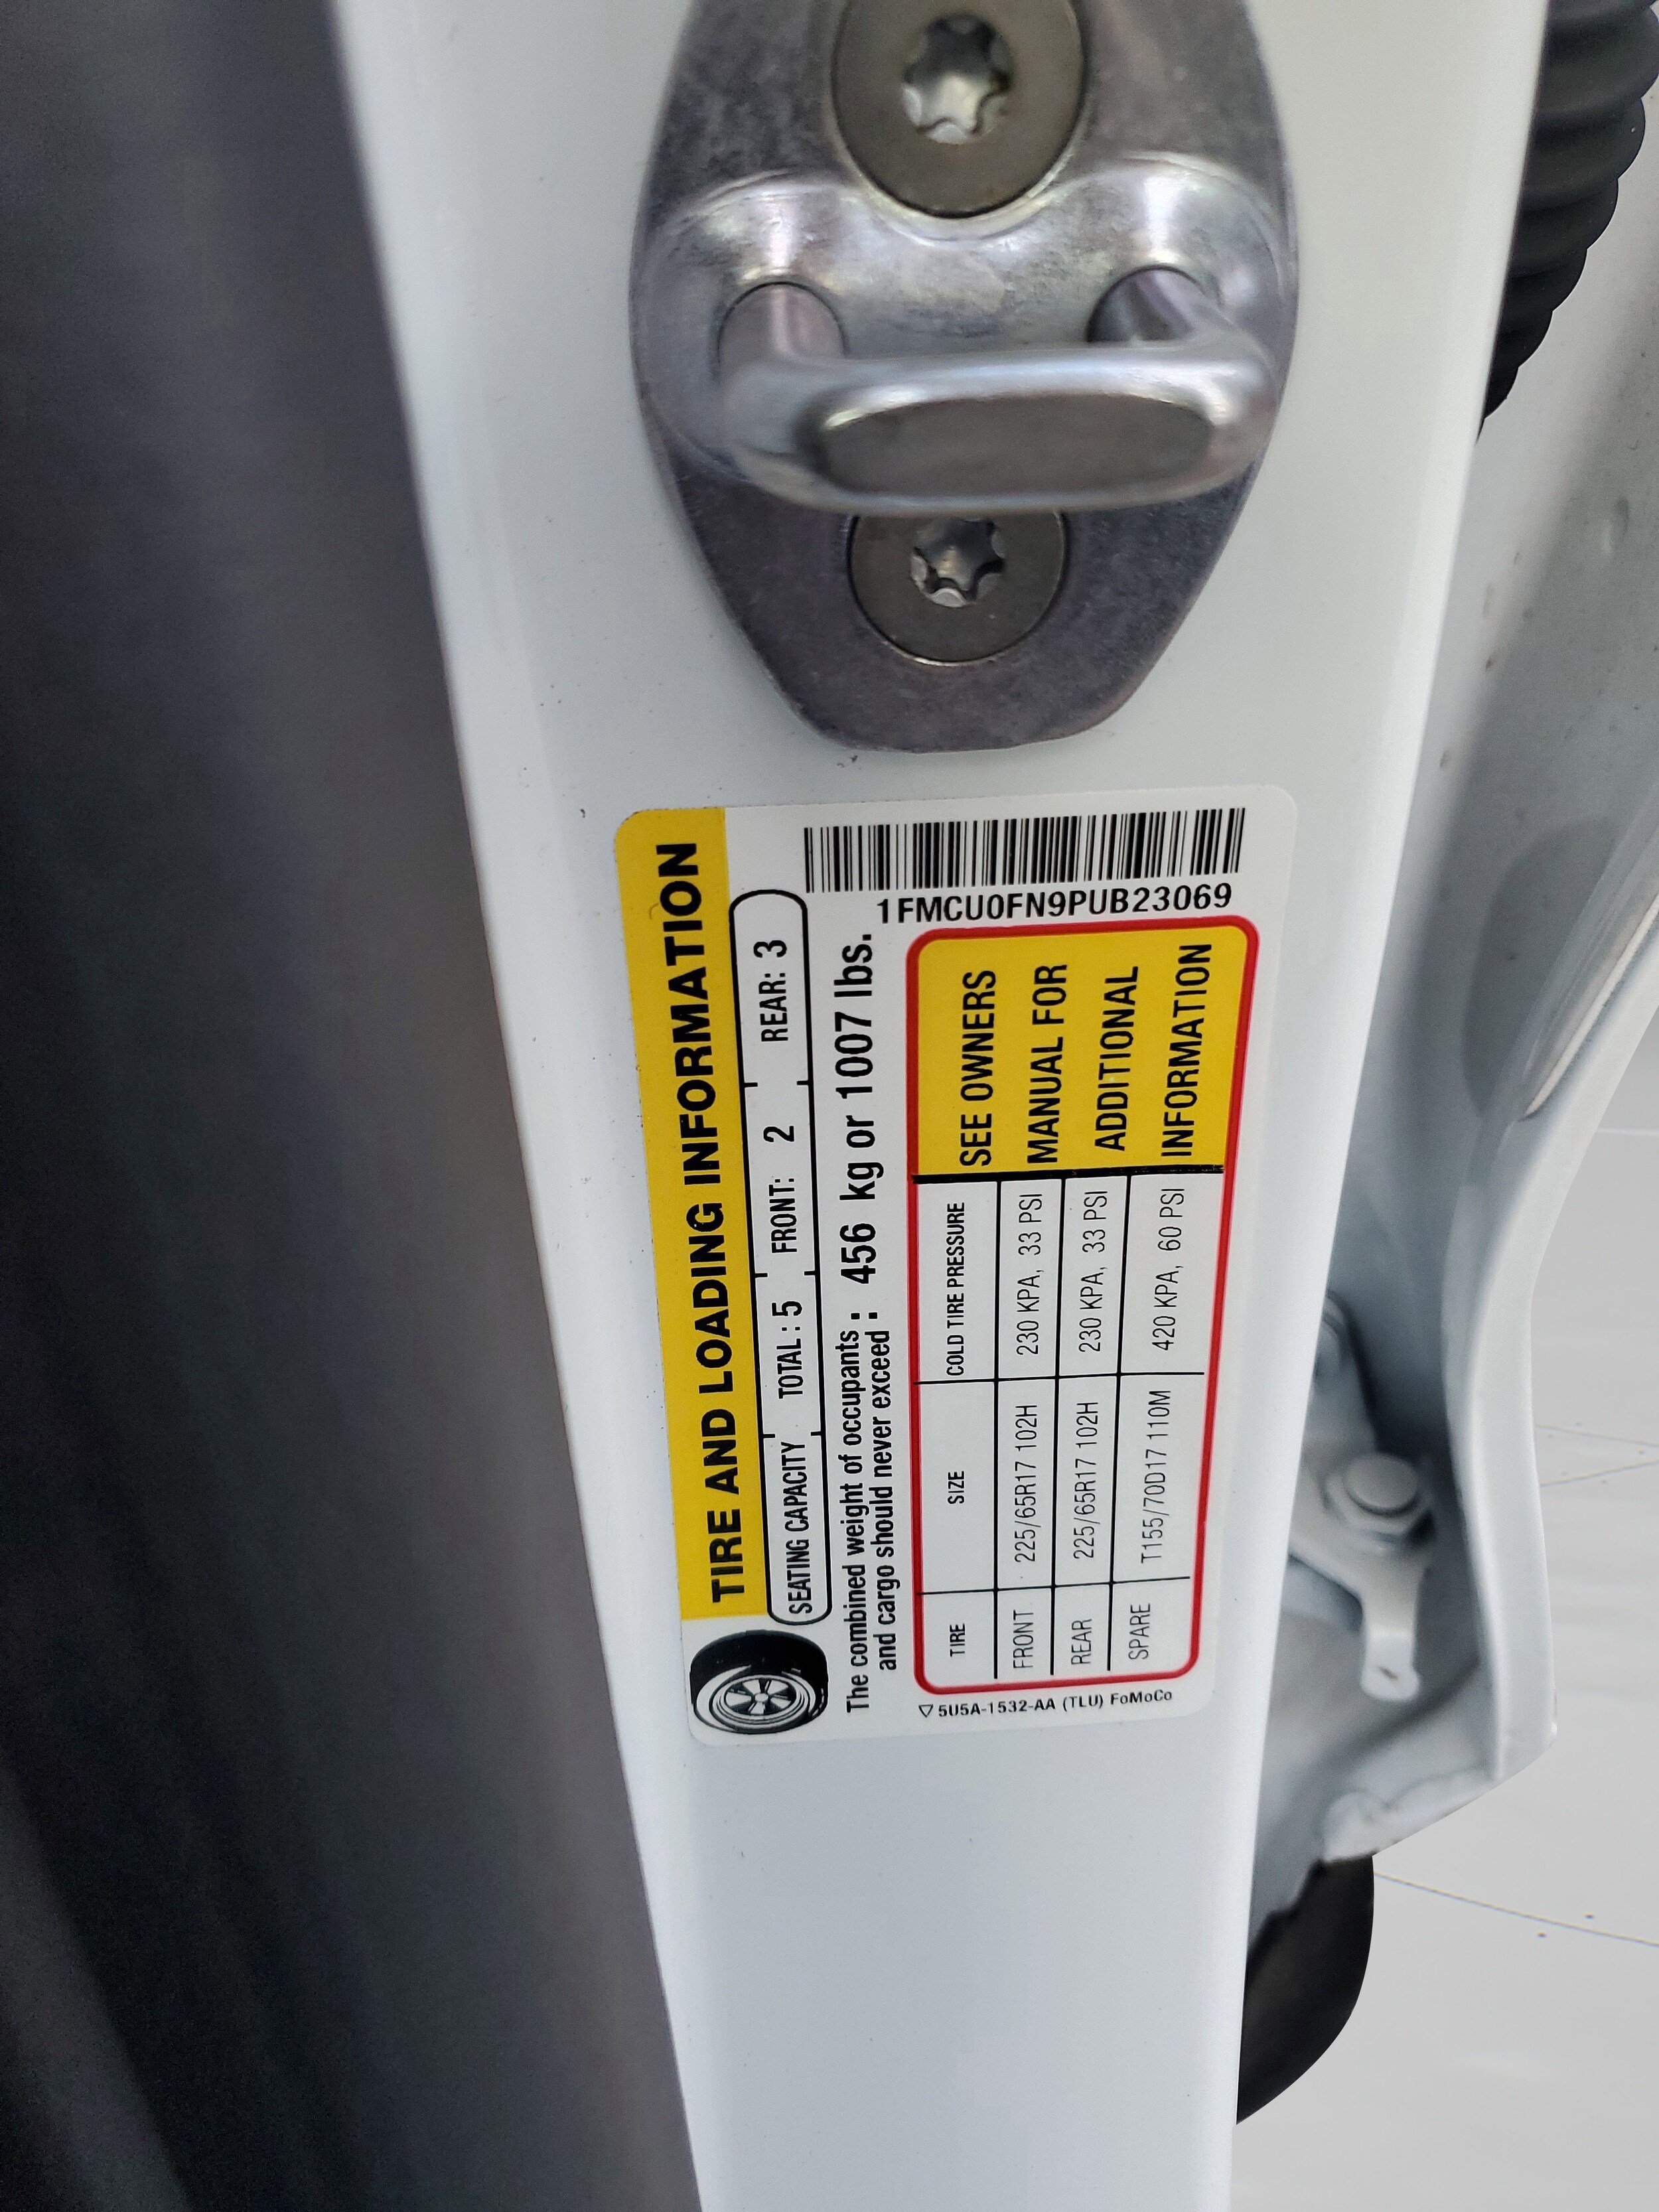 TIRE AND LOADING INFORMATION
SEATING CAPACITY TOTAL : 5 FRONT: 2 REAR: 3
The combined weight of occupants : 456 kg or 1007 lbs.
and cargo should never exceed :
1FMCU0FN9PUB23069
TIRE SIZE COLD TIRE PRESSURE
FRONT 225/65R17 102H 230 KPA, 33 PSI
REAR 225/65R17 102H 230 KPA, 33 PSI
SPARE T155/70D17 110M 420 KPA, 60 PSI
SEE OWNERS
MANUAL FOR
ADDITIONAL
INFORMATION
▽ 5U5A-1532-AA (TLU) FoMoCo